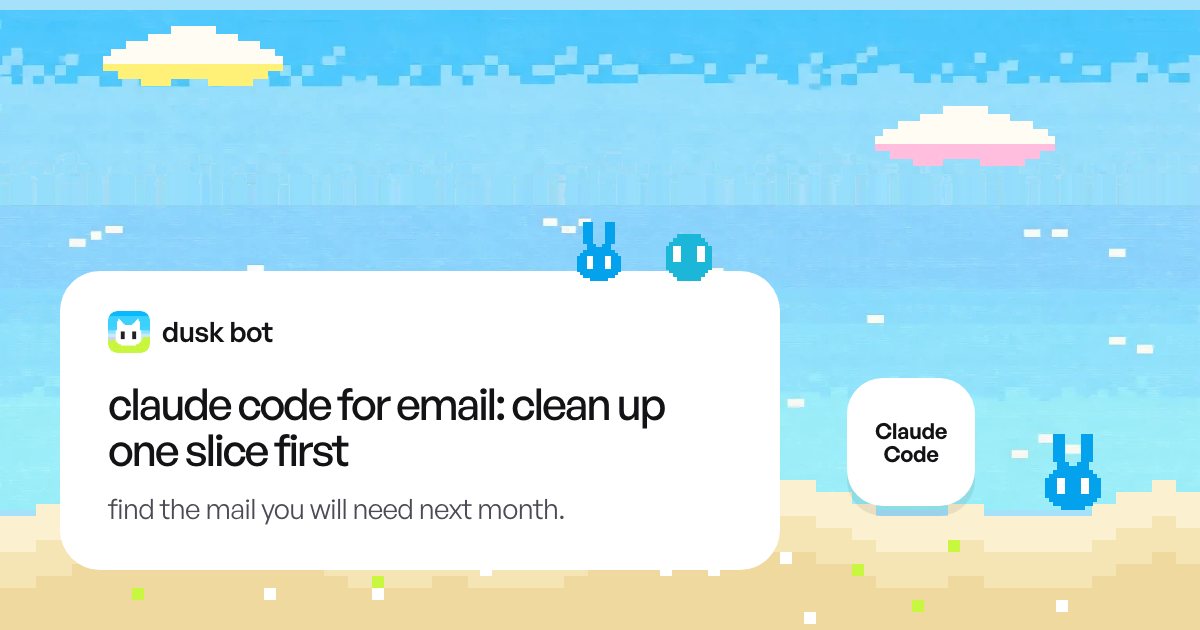 dusk bot
claude code for email: clean up
one slice first
find the mail you will need next month.
Claude
Code